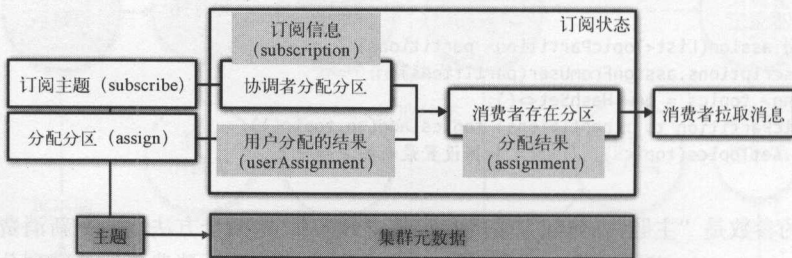 订阅状态
订阅信息
(subscription)
订阅主题（subscribe）
协调者分配分区
消费者存在分区
消费者拉取消息
分配分区（assign）
用户分配的结果
(userAssignment)
分配结果
(assignment)
主题
集群元数据